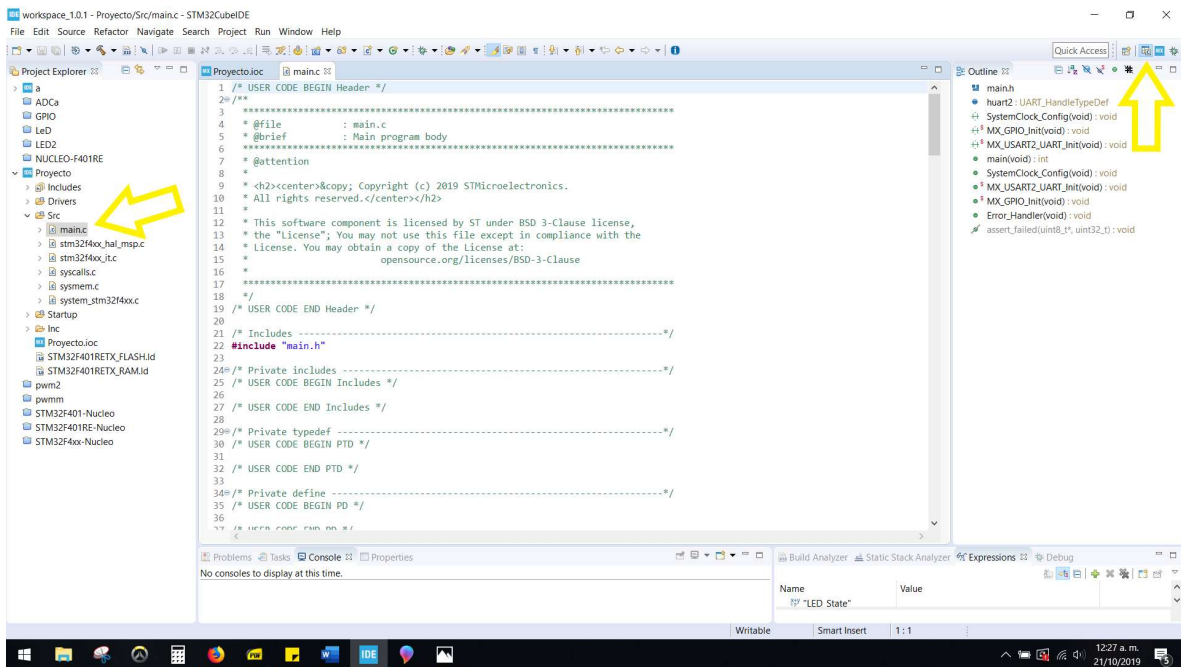 workspace_1.0.1 - Proyecto/Src/main.c - STM32CubeIDE
File Edit Source Refactor Navigate Search Project Run Window Help
Quick Access
Project Explorer
a
ADCa
GPIO
LeD
LED2
NUCLEO-F401RE
Proyecto
Includes
Drivers
Src
main.c
stm32f4xx_hal_msp.c
stm32f4xx_it.c
syscalls.c
sysmem.c
system_stm32f4xx.c
Startup
Inc
Proyecto.ioc
STM32F401RETX_FLASH.ld
STM32F401RETX_RAM.ld
pwm2
pwmm
STM32F401-Nucleo
STM32F401RE-Nucleo
STM32F4xx-Nucleo
Proyecto.ioc main.c
1 /* USER CODE BEGIN Header */
2 /**
3 ******************************************************************************
4 * @file : main.c
5 * @brief : Main program body
6 ******************************************************************************
7 * @attention
8 *
9 * <h2><center>&copy; Copyright (c) 2019 STMicroelectronics.
10 * All rights reserved.</center></h2>
11 *
12 * This software component is licensed by ST under BSD 3-Clause license,
13 * the "License"; You may not use this file except in compliance with the
14 * License. You may obtain a copy of the License at:
15 * opensource.org/licenses/BSD-3-Clause
16 *
17 ******************************************************************************
18 */
19 /* USER CODE END Header */
20
21 /* Includes ------------------------------------------------------------------*/
22 #include "main.h"
23
24 /* Private includes ----------------------------------------------------------*/
25 /* USER CODE BEGIN Includes */
26
27 /* USER CODE END Includes */
28
29 /* Private typedef -----------------------------------------------------------*/
30 /* USER CODE BEGIN PTD */
31
32 /* USER CODE END PTD */
33
34 /* Private define ------------------------------------------------------------*/
35 /* USER CODE BEGIN PD */
36
37 /* USER CODE END PD */
Outline
main.h
huart2 : UART_HandleTypeDef
SystemClock_Config(void) : void
MX_GPIO_Init(void) : void
MX_USART2_UART_Init(void) : void
main(void) : int
SystemClock_Config(void) : void
MX_USART2_UART_Init(void) : void
MX_GPIO_Init(void) : void
Error_Handler(void) : void
assert_failed(uint8_t*, uint32_t) : void
Problems Tasks Console Properties
No consoles to display at this time.
Build Analyzer Static Stack Analyzer Expressions Debug
Name Value
"LED State"
Writable Smart Insert 1 : 1
IDE
12:27 a. m.
21/10/2019